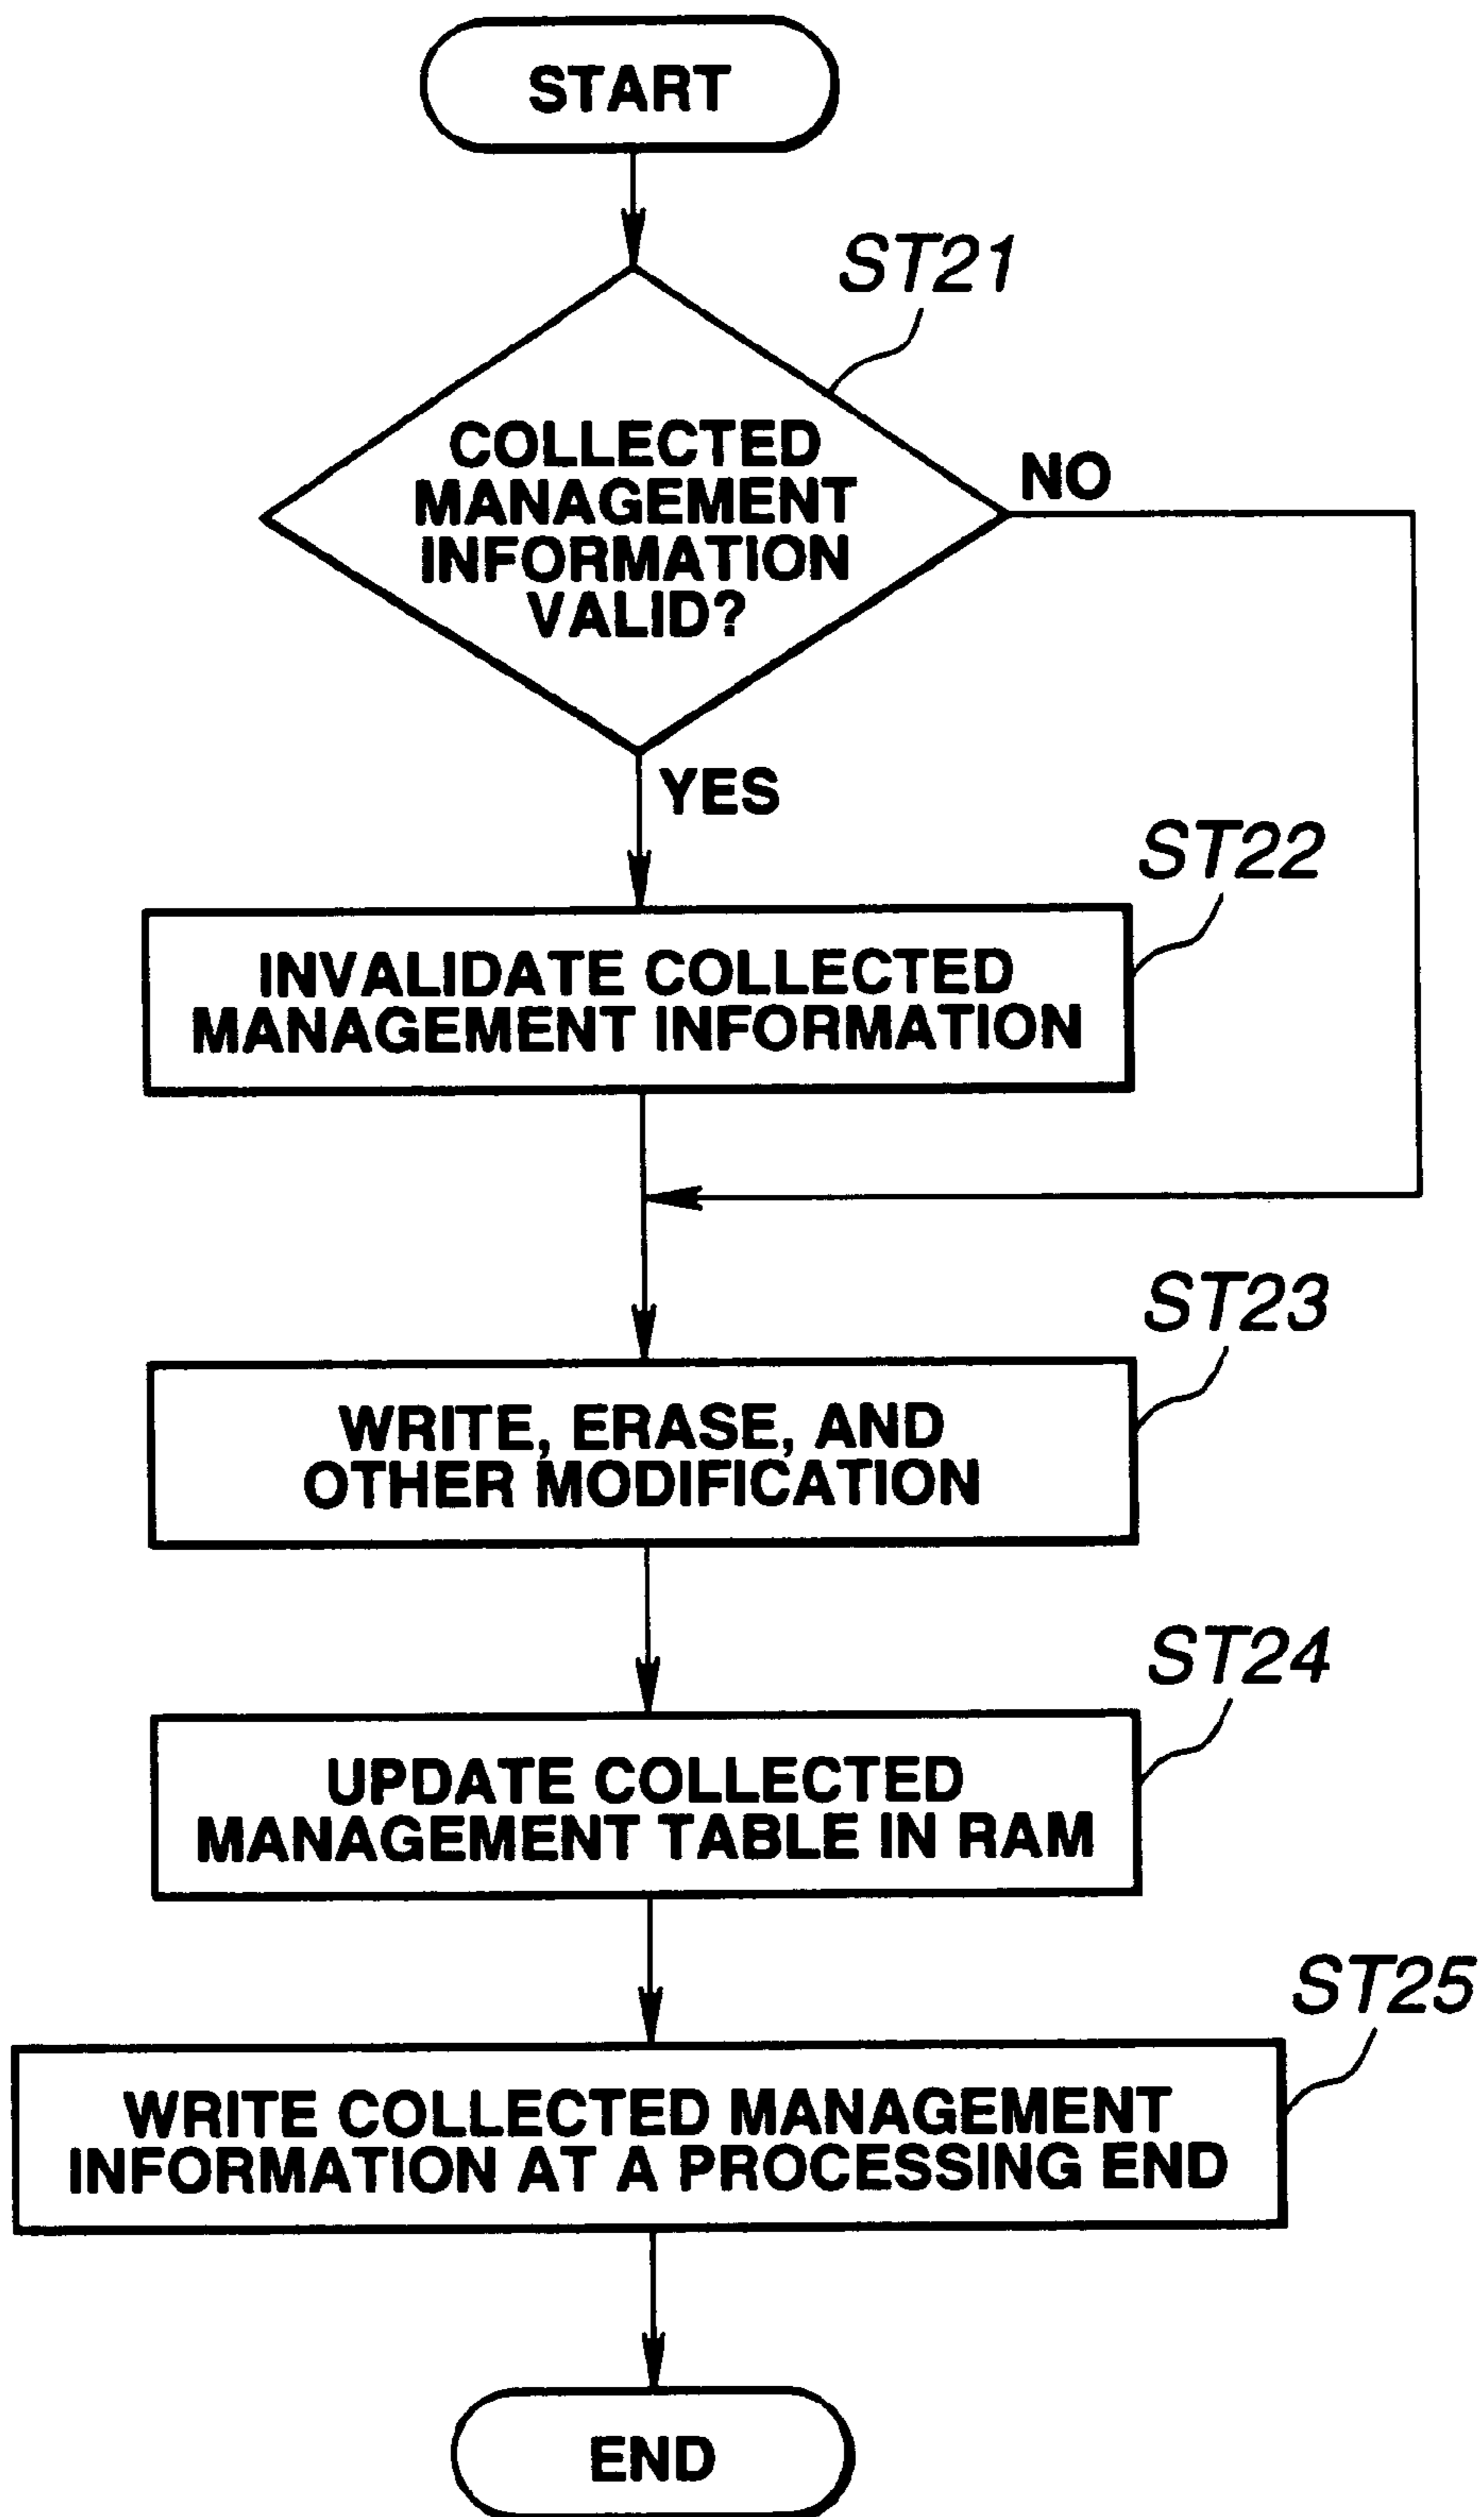 START
ST21
COLLECTED
MANAGEMENT
INFORMATION
VALID?
NO
YES
ST22
INVALIDATE COLLECTED
MANAGEMENT INFORMATION
ST23
WRITE, ERASE, AND
OTHER MODIFICATION
ST24
UPDATE COLLECTED
MANAGEMENT TABLE IN RAM
ST25
WRITE COLLECTED MANAGEMENT
INFORMATION AT A PROCESSING END
END